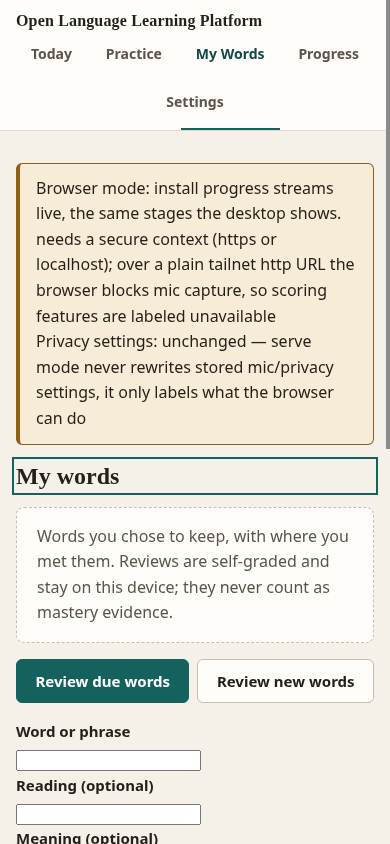 Open Language Learning Platform
Today Practice My Words Progress
Settings
Browser mode: install progress streams
live, the same stages the desktop shows.
needs a secure context (https or
localhost); over a plain tailnet http URL the
browser blocks mic capture, so scoring
features are labeled unavailable
Privacy settings: unchanged — serve
mode never rewrites stored mic/privacy
settings, it only labels what the browser
can do
My words
Words you chose to keep, with where you
met them. Reviews are self-graded and
stay on this device; they never count as
mastery evidence.
Review due words Review new words
Word or phrase
Reading (optional)
Meaning (optional)